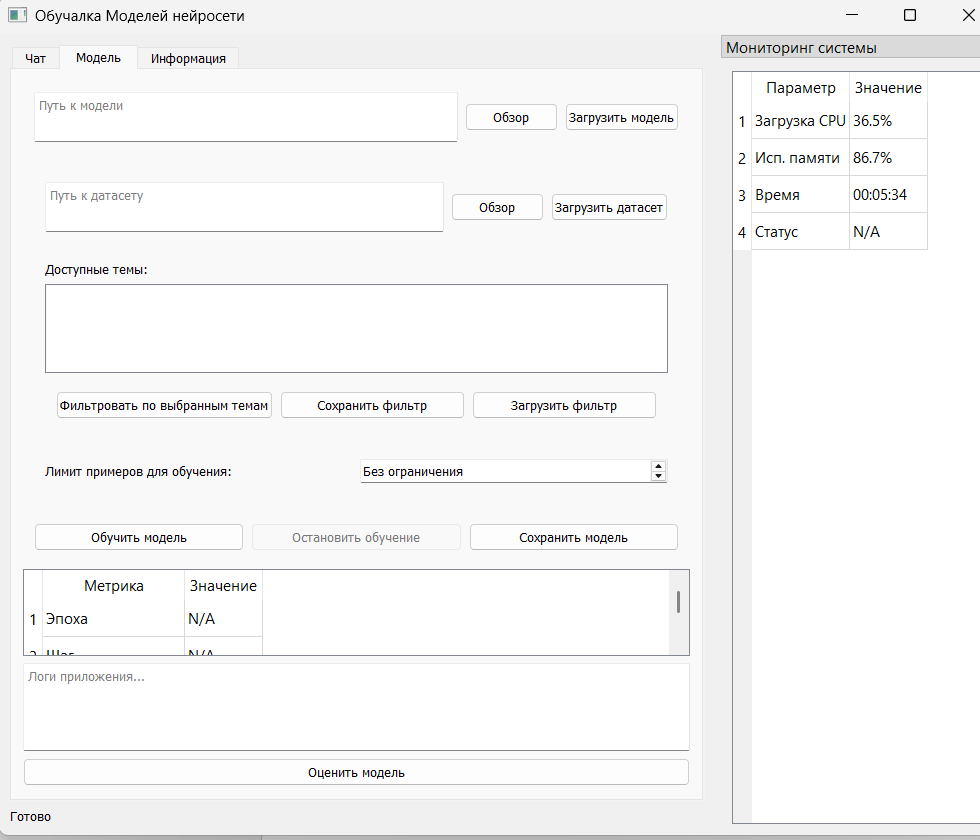 Обучалка Моделей нейросети
Чат Модель Информация
Путь к модели
Обзор Загрузить модель
Путь к датасету
Обзор Загрузить датасет
Доступные темы:
Фильтровать по выбранным темам Сохранить фильтр Загрузить фильтр
Лимит примеров для обучения: Без ограничения
Обучить модель Остановить обучение Сохранить модель
Метрика Значение
1 Эпоха N/A
2 Шаг N/A
Логи приложения...
Оценить модель
Готово
Мониторинг системы
Параметр Значение
1 Загрузка CPU 36.5%
2 Исп. памяти 86.7%
3 Время 00:05:34
4 Статус N/A